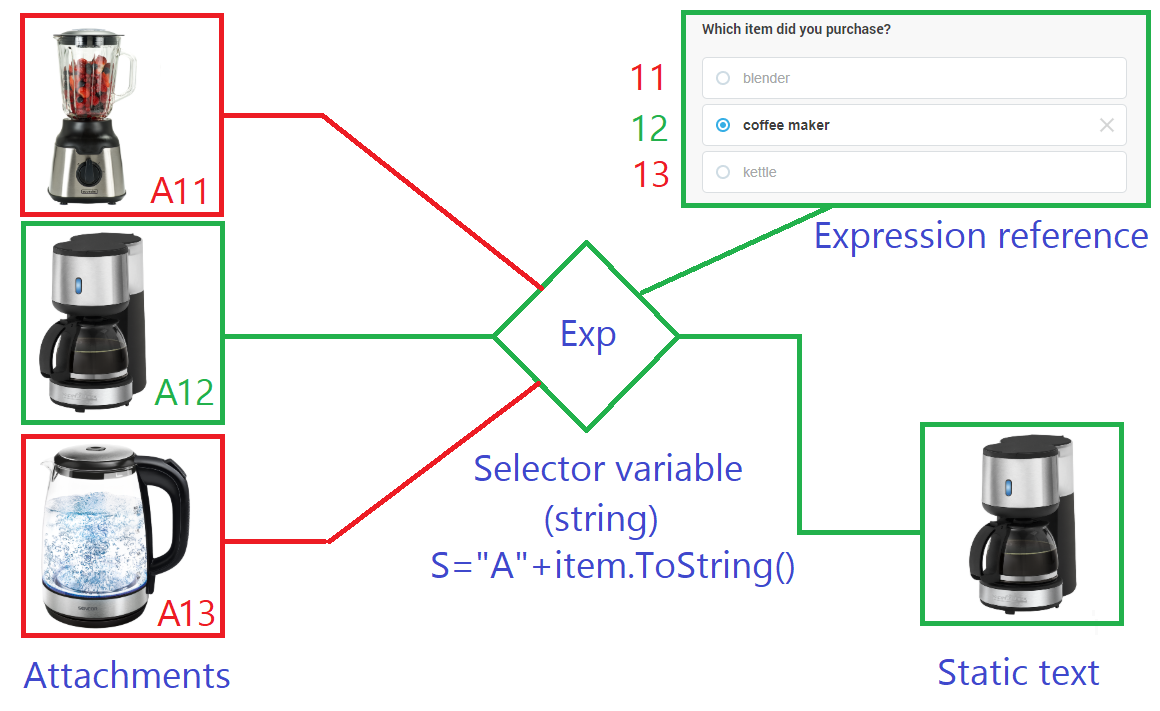 Which item did you purchase?
11
blender
12
coffee maker
13
kettle
A11
Expression reference
Exp
A12
Selector variable
(string)
S="A"+item.ToString()
A13
Attachments
Static text